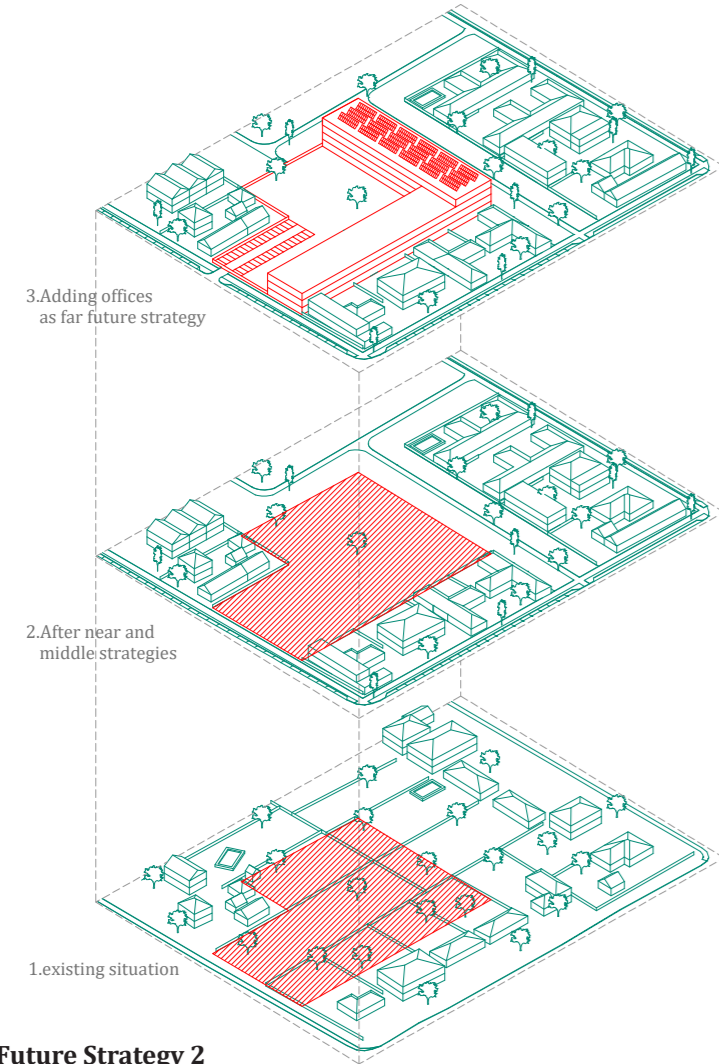 3.Adding offices
as far future strategy
2.After near and
middle strategies
1.existing situation
Future Strategy 2